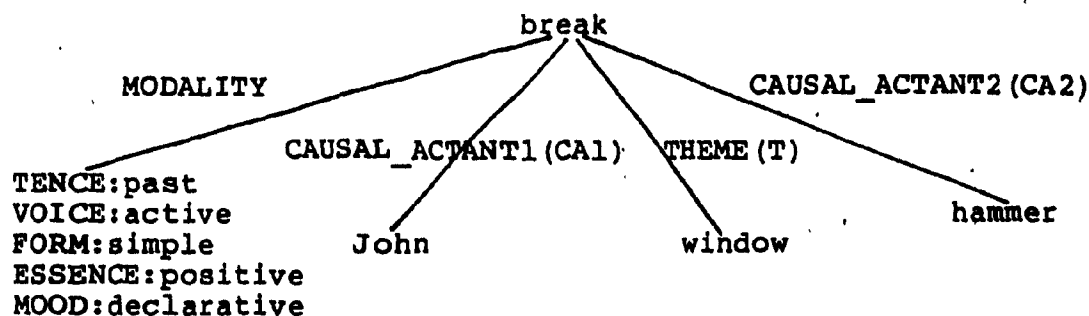 break
MODALITY CAUSAL_ACTANT2(CA2)
CAUSAL_ACTANT1(CA1) THEME(T)
TENCE:past
VOICE:active hammer
FORM:simple John window
ESSENCE:positive
MOOD:declarative